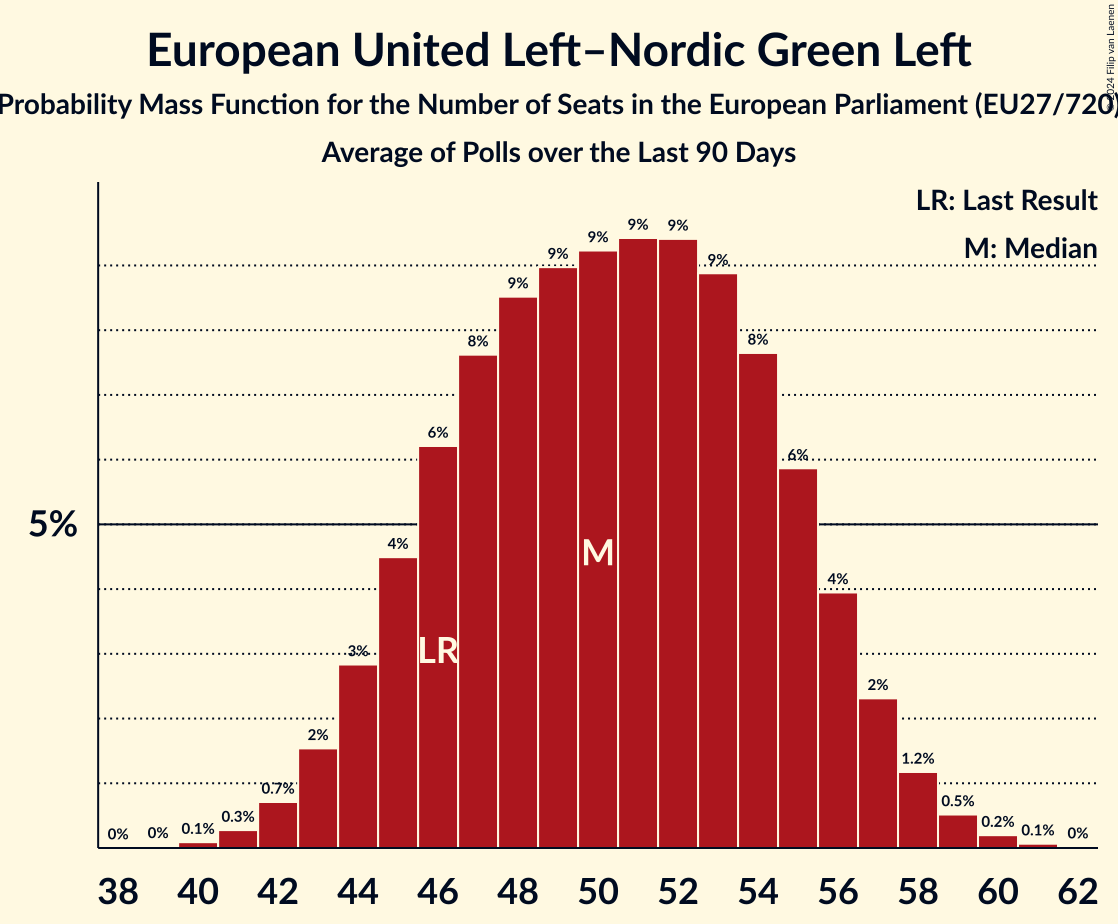 European United Left–Nordic Green Left
Probability Mass Function for the Number of Seats in the European Parliament (EU27/720)
Average of Polls over the Last 90 Days
© 2024 Filip van Laenen
LR: Last Result
M: Median
5%
0% 0% 0.1% 0.3% 0.7% 2% 3% 4% 6% 8% 9% 9% 9% 9% 9% 9% 8% 6% 4% 2% 1.2% 0.5% 0.2% 0.1% 0%
M
LR
38 40 42 44 46 48 50 52 54 56 58 60 62